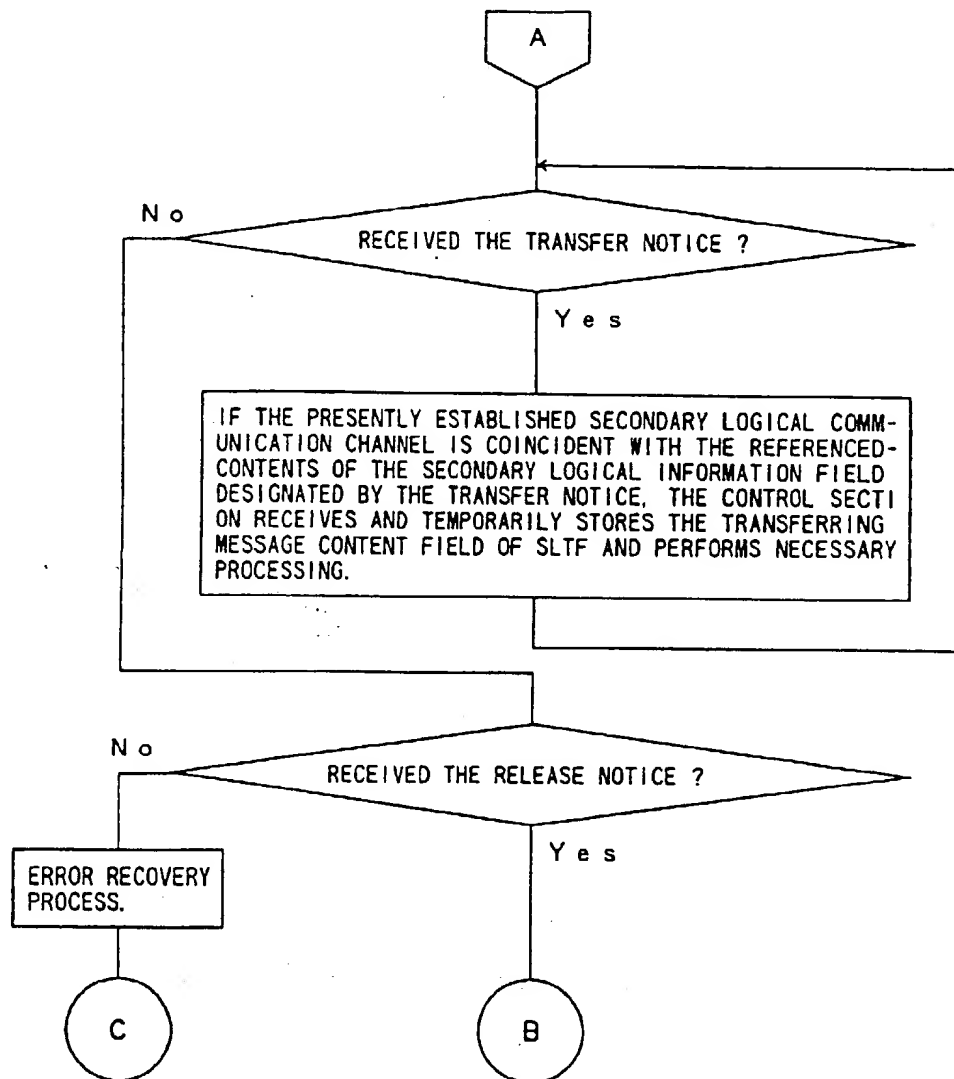 A
No
RECEIVED THE TRANSFER NOTICE ?
Yes
IF THE PRESENTLY ESTABLISHED SECONDARY LOGICAL COMM-
UNICATION CHANNEL IS COINCIDENT WITH THE REFERENCED-
CONTENTS OF THE SECONDARY LOGICAL INFORMATION FIELD
DESIGNATED BY THE TRANSFER NOTICE, THE CONTROL SECTI
ON RECEIVES AND TEMPORARILY STORES THE TRANSFERRING
MESSAGE CONTENT FIELD OF SLTF AND PERFORMS NECESSARY
PROCESSING.
No
RECEIVED THE RELEASE NOTICE ?
Yes
ERROR RECOVERY
PROCESS.
C
B